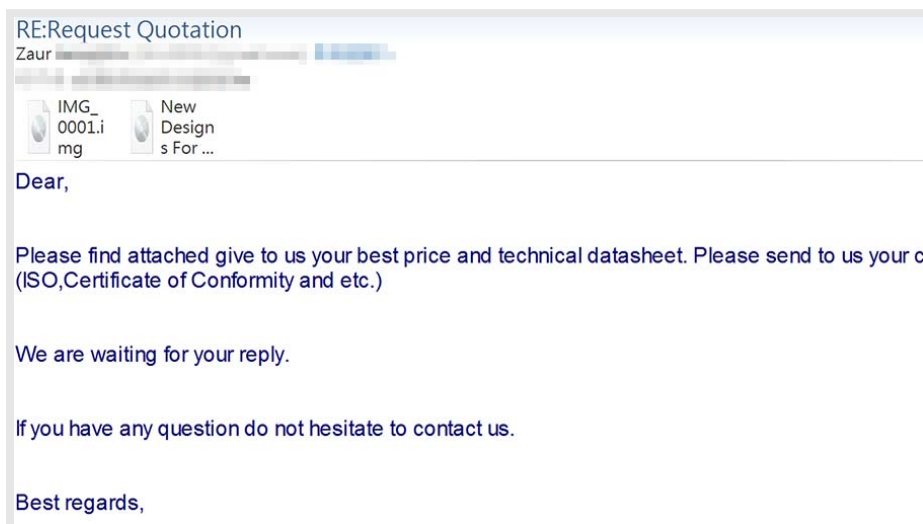 RE:Request Quotation
Zaur
IMG_
0001.i
mg
New
Design
s For ...
Dear,
Please find attached give to us your best price and technical datasheet. Please send to us your c
(ISO,Certificate of Conformity and etc.)
We are waiting for your reply.
If you have any question do not hesitate to contact us.
Best regards,